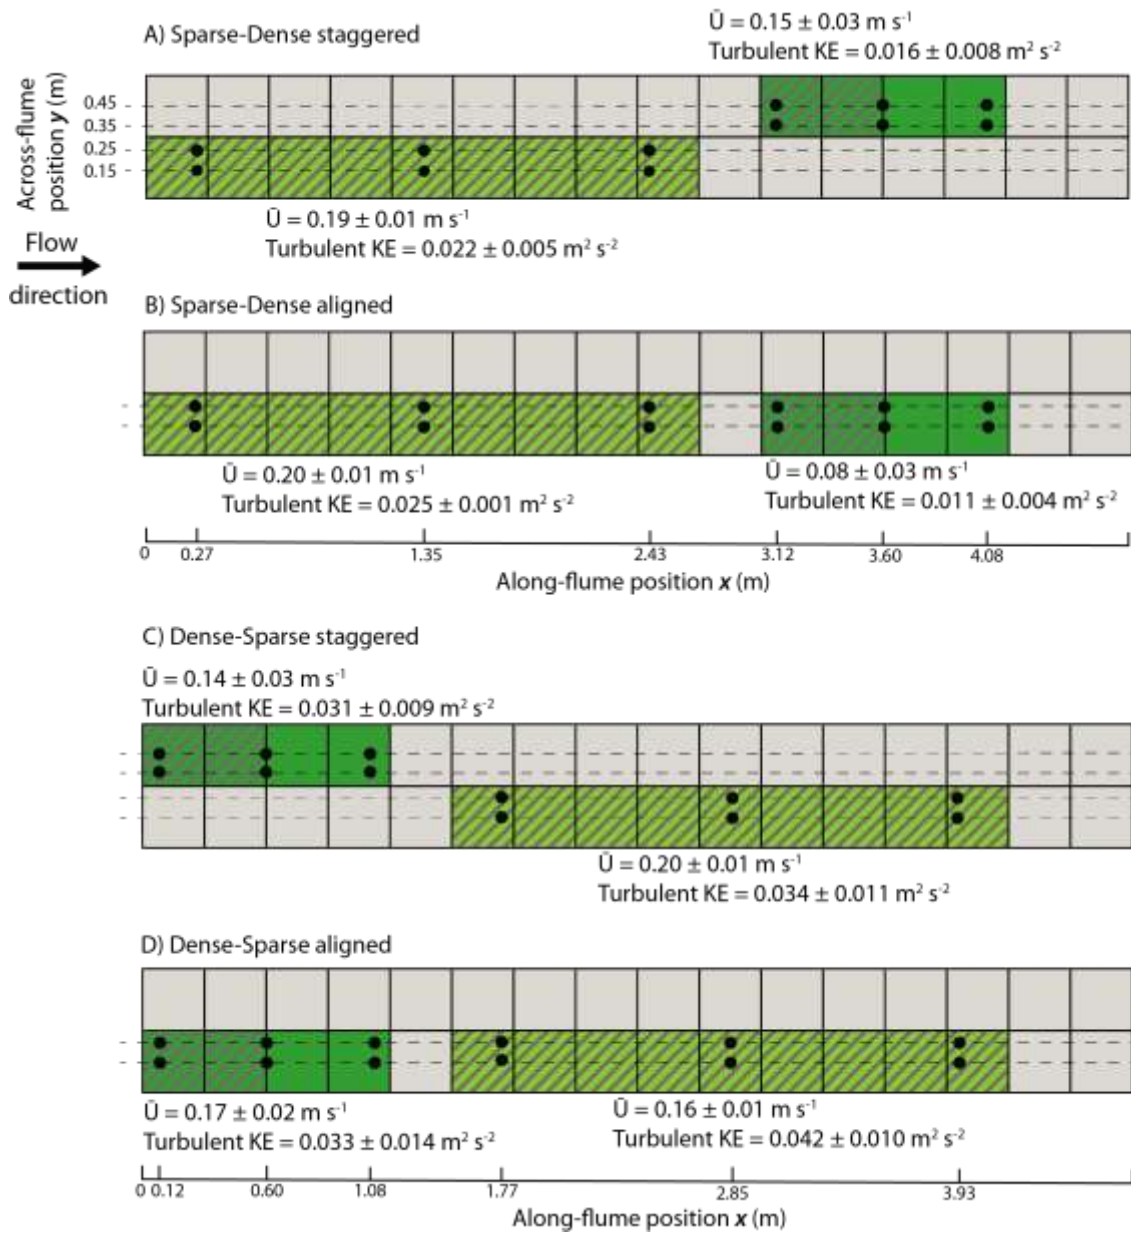 A) Sparse-Dense staggered
Ū = 0.15 ± 0.03 m s⁻¹
Turbulent KE = 0.016 ± 0.008 m² s⁻²
Across-flume
position y (m)
0.45
0.35
0.25
0.15
Ū = 0.19 ± 0.01 m s⁻¹
Turbulent KE = 0.022 ± 0.005 m² s⁻²
Flow
direction
B) Sparse-Dense aligned
Ū = 0.20 ± 0.01 m s⁻¹
Turbulent KE = 0.025 ± 0.001 m² s⁻²
Ū = 0.08 ± 0.03 m s⁻¹
Turbulent KE = 0.011 ± 0.004 m² s⁻²
0 0.27 1.35 2.43 3.12 3.60 4.08
Along-flume position x (m)
C) Dense-Sparse staggered
Ū = 0.14 ± 0.03 m s⁻¹
Turbulent KE = 0.031 ± 0.009 m² s⁻²
Ū = 0.20 ± 0.01 m s⁻¹
Turbulent KE = 0.034 ± 0.011 m² s⁻²
D) Dense-Sparse aligned
Ū = 0.17 ± 0.02 m s⁻¹
Turbulent KE = 0.033 ± 0.014 m² s⁻²
Ū = 0.16 ± 0.01 m s⁻¹
Turbulent KE = 0.042 ± 0.010 m² s⁻²
0 0.12 0.60 1.08 1.77 2.85 3.93
Along-flume position x (m)